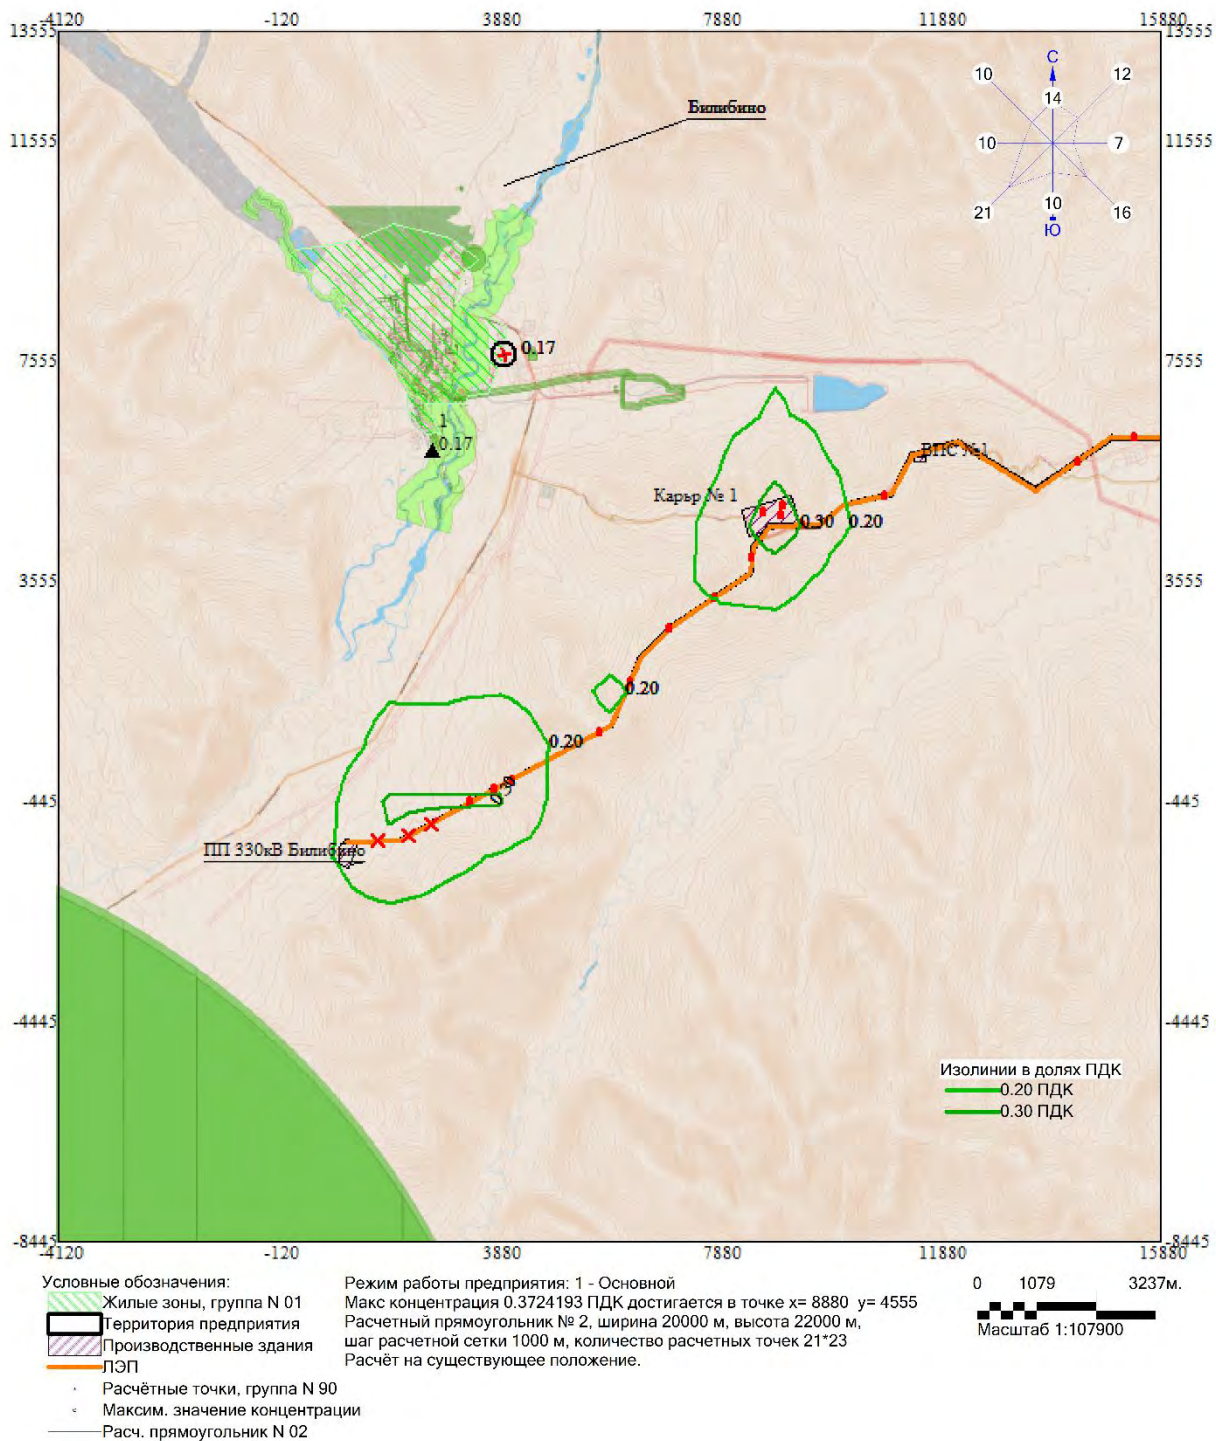 -4120 -120 3880 7880 11880 15880
13555 13555
С
10 12
14
Билибино
11555 10 7 11555
21 10 16
Ю
0.17
7555 7555
1
0.17
ВПС №1
Карьр № 1
0.30 0.20
3555 3555
0.20
0.20
-445 -445
ПП 330кВ Билибино
-4445 -4445
Изолинии в долях ПДК
0.20 ПДК
0.30 ПДК
-8445 -8445
-4120 -120 3880 7880 11880 15880
Условные обозначения:
Жилые зоны, группа N 01
Территория предприятия
Производственные здания
ЛЭП
Расчётные точки, группа N 90
Максим. значение концентрации
Расч. прямоугольник N 02
Режим работы предприятия: 1 - Основной
Макс концентрация 0.3724193 ПДК достигается в точке x= 8880 y= 4555
Расчетный прямоугольник № 2, ширина 20000 м, высота 22000 м,
шаг расчетной сетки 1000 м, количество расчетных точек 21*23
Расчёт на существующее положение.
0 1079 3237м.
Масштаб 1:107900